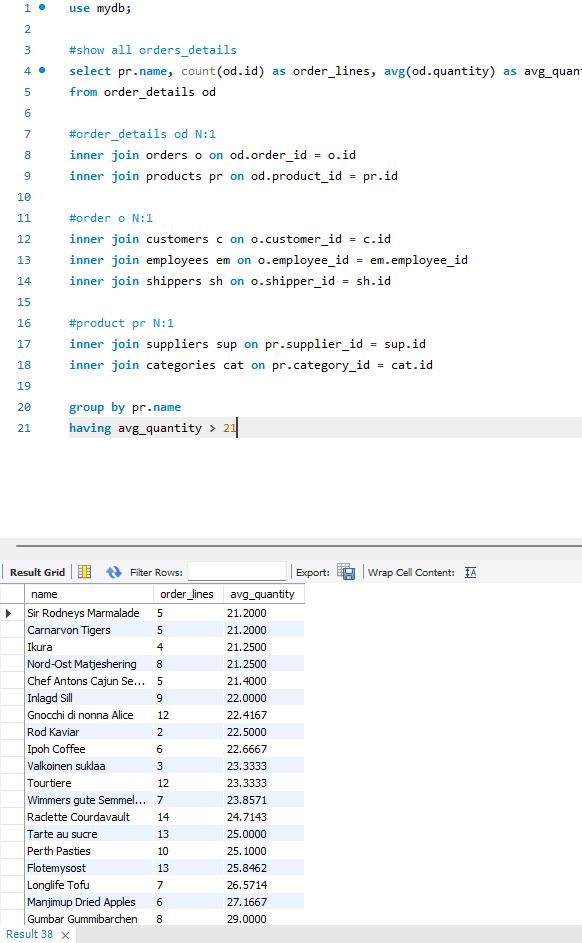 1 use mydb;
2
3 #show all orders_details
4 select pr.name, count(od.id) as order_lines, avg(od.quantity) as avg_quan
5 from order_details od
6
7 #order_details od N:1
8 inner join orders o on od.order_id = o.id
9 inner join products pr on od.product_id = pr.id
10
11 #order o N:1
12 inner join customers c on o.customer_id = c.id
13 inner join employees em on o.employee_id = em.employee_id
14 inner join shippers sh on o.shipper_id = sh.id
15
16 #product pr N:1
17 inner join suppliers sup on pr.supplier_id = sup.id
18 inner join categories cat on pr.category_id = cat.id
19
20 group by pr.name
21 having avg_quantity > 21
Result Grid Filter Rows: Export: Wrap Cell Content: IA
name order_lines avg_quantity
Sir Rodneys Marmalade 5 21.2000
Carnarvon Tigers 5 21.2000
Ikura 4 21.2500
Nord-Ost Matjeshering 8 21.2500
Chef Antons Cajun Se... 5 21.4000
Inlagd Sill 9 22.0000
Gnocchi di nonna Alice 12 22.4167
Rod Kaviar 2 22.5000
Ipoh Coffee 6 22.6667
Valkoinen suklaa 3 23.3333
Tourtiere 12 23.3333
Wimmers gute Semmel... 7 23.8571
Raclette Courdavault 14 24.7143
Tarte au sucre 13 25.0000
Perth Pasties 10 25.1000
Flotemysost 13 25.8462
Longlife Tofu 7 26.5714
Manjimup Dried Apples 6 27.1667
Gumbar Gummibarchen 8 29.0000
Result 38